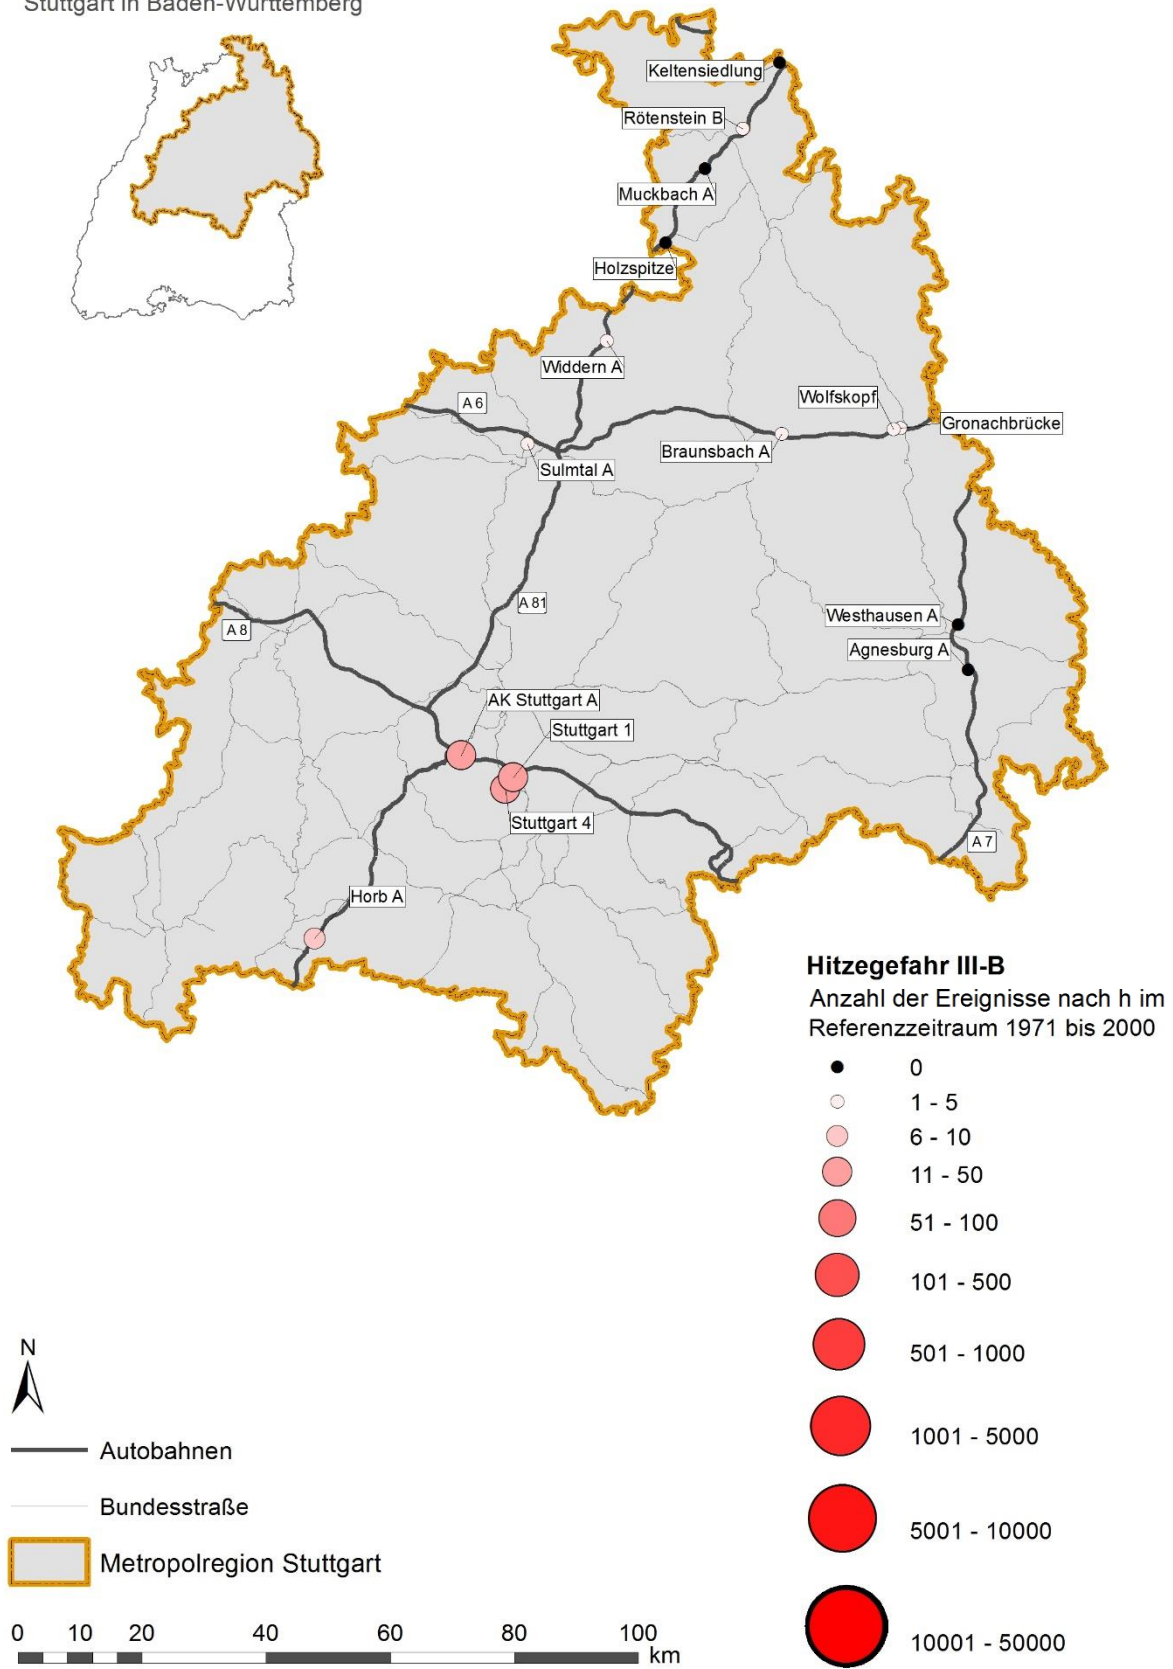 Stuttgart in Baden-Württemberg
Keltensiedlung
Rötenstein B
Muckbach A
Holzspitze
Widdern A
A 6
Wolfskopf
Gronachbrücke
Braunsbach A
Sulmtal A
A 81
A 8
Westhausen A
Agnesburg A
AK Stuttgart A
Stuttgart 1
Stuttgart 4
A 7
Horb A
Hitzegefahr III-B
Anzahl der Ereignisse nach h im
Referenzzeitraum 1971 bis 2000
0
1 - 5
6 - 10
11 - 50
51 - 100
101 - 500
501 - 1000
1001 - 5000
5001 - 10000
10001 - 50000
N
Autobahnen
Bundesstraße
Metropolregion Stuttgart
0 10 20 40 60 80 100
km